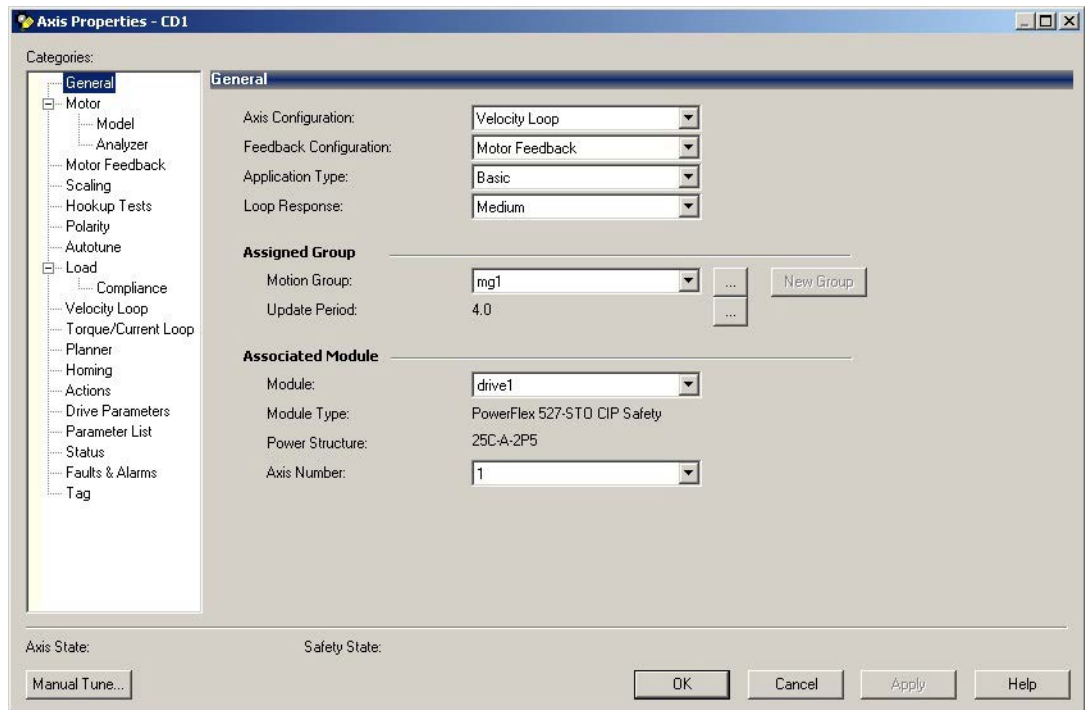 Axis Properties - CD1
Categories:
General
Motor
Model
Analyzer
Motor Feedback
Scaling
Hookup Tests
Polarity
Autotune
Load
Compliance
Velocity Loop
Torque/Current Loop
Planner
Homing
Actions
Drive Parameters
Parameter List
Status
Faults & Alarms
Tag
General
Axis Configuration: Velocity Loop
Feedback Configuration: Motor Feedback
Application Type: Basic
Loop Response: Medium
Assigned Group
Motion Group: mg1 ... New Group
Update Period: 4.0 ...
Associated Module
Module: drive1
Module Type: PowerFlex 527-STO CIP Safety
Power Structure: 25C-A-2P5
Axis Number: 1
Axis State: Safety State:
Manual Tune... OK Cancel Apply Help